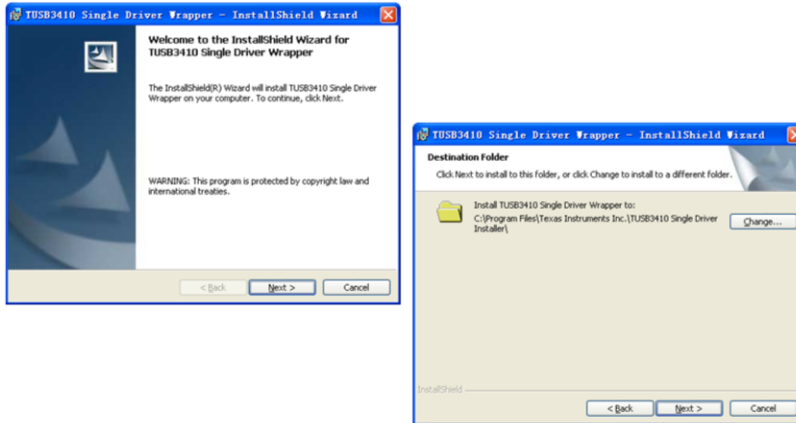 TUSB3410 Single Driver Wrapper - InstallShield Wizard
Welcome to the InstallShield Wizard for
TUSB3410 Single Driver Wrapper
The InstallShield(R) Wizard will install TUSB3410 Single Driver
Wrapper on your computer. To continue, click Next.
WARNING: This program is protected by copyright law and
international treaties.
< Back
Next >
Cancel
TUSB3410 Single Driver Wrapper - InstallShield Wizard
Destination Folder
Click Next to install to this folder, or click Change to install to a different folder.
Install TUSB3410 Single Driver Wrapper to:
C:\Program Files\Texas Instruments Inc.\TUSB3410 Single Driver
Installer\
Change...
InstallShield
< Back
Next >
Cancel